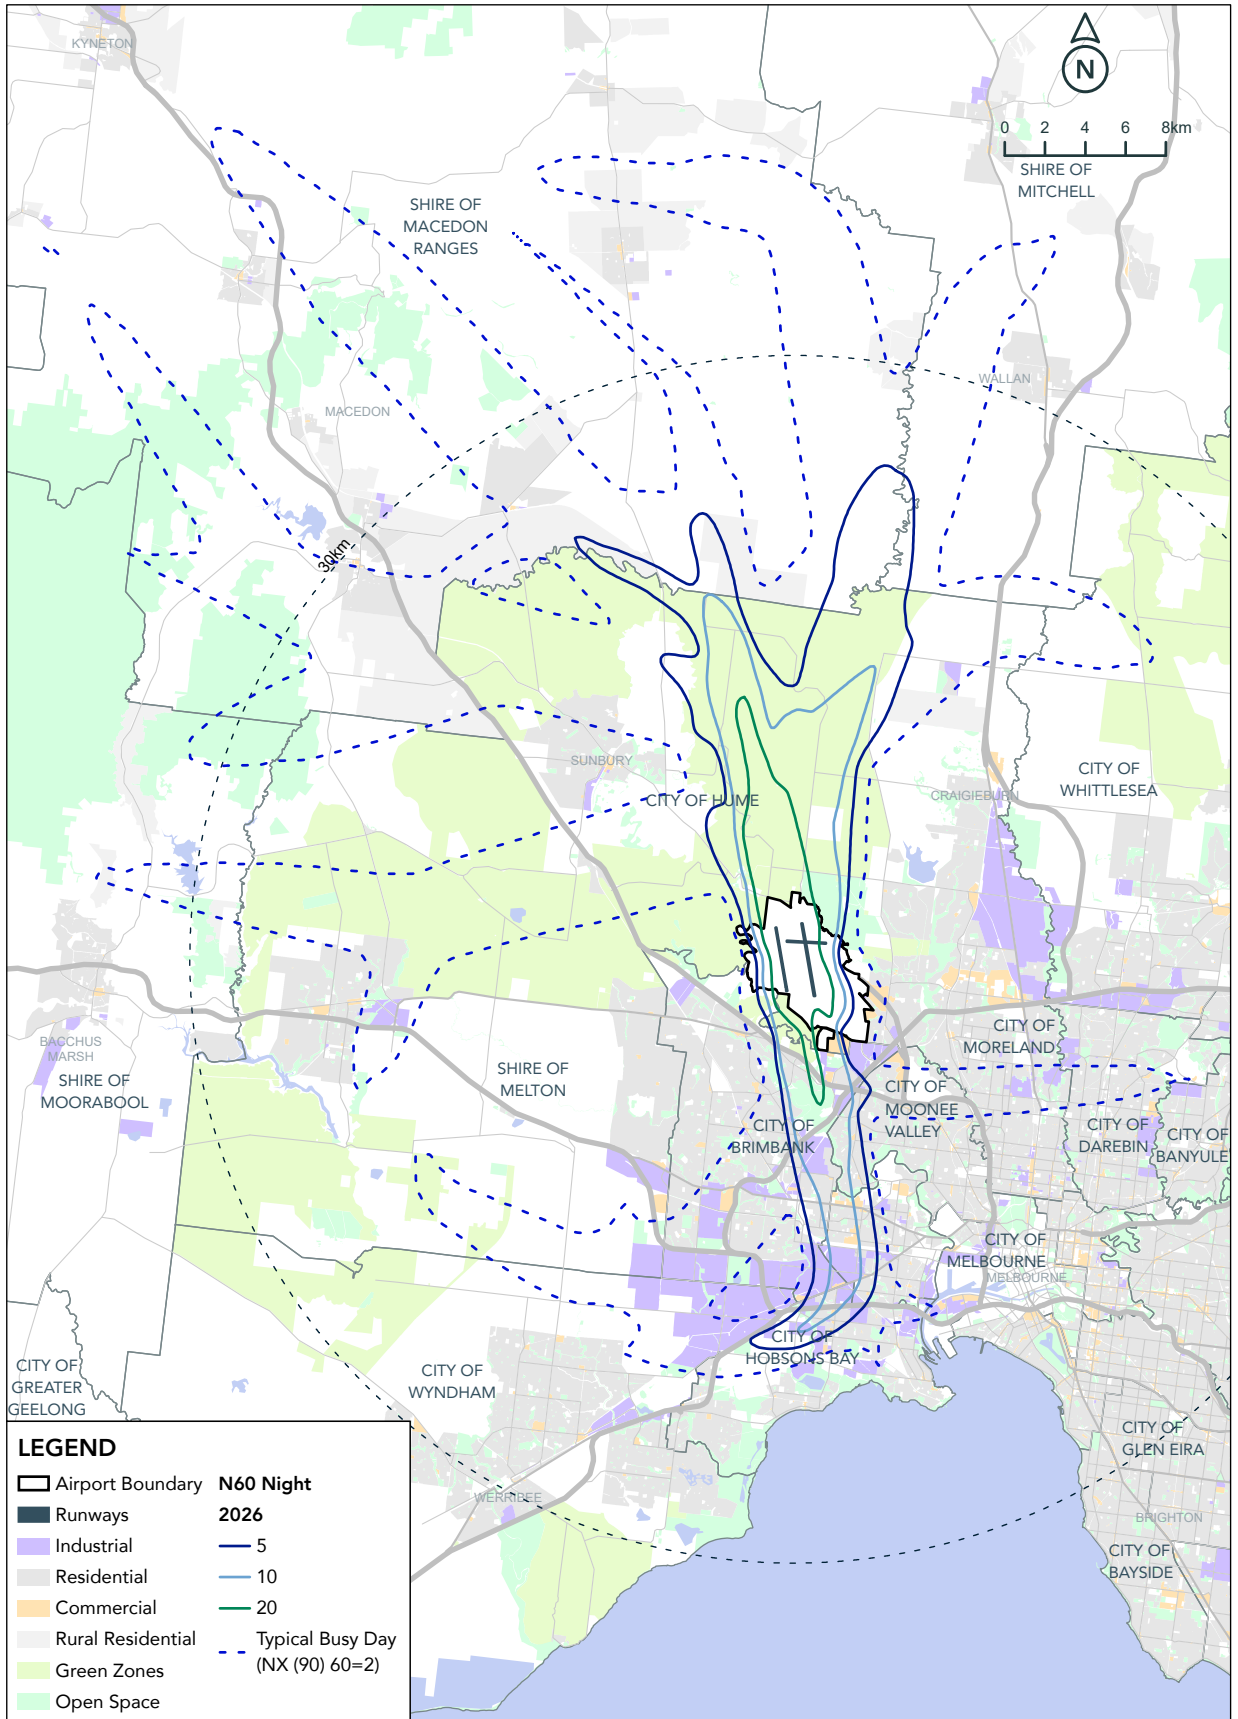 KYNETON
N
0 2 4 6 8km
SHIRE OF
MITCHELL
SHIRE OF
MACEDON
RANGES
WALLAN
MACEDON
30km
SUNBURY
CITY OF HUME
CITY OF
WHITTLESEA
CRAIGIEBURN
BACCHUS
MARSH
SHIRE OF
MOORABOOL
SHIRE OF
MELTON
CITY OF
MORELAND
CITY OF
MOONEE
VALLEY
CITY OF
BRIMBANK
CITY OF
DAREBIN
CITY OF
BANYULE
CITY OF
MELBOURNE
MELBOURNE
CITY OF
HOBSONS BAY
CITY OF
GREATER
GEELONG
CITY OF
WYNDHAM
CITY OF
GLEN EIRA
WERRIBEE
BRIGHTON
CITY OF
BAYSIDE
LEGEND
Airport Boundary
Runways
Industrial
Residential
Commercial
Rural Residential
Green Zones
Open Space
N60 Night
2026
5
10
20
Typical Busy Day
(NX (90) 60=2)